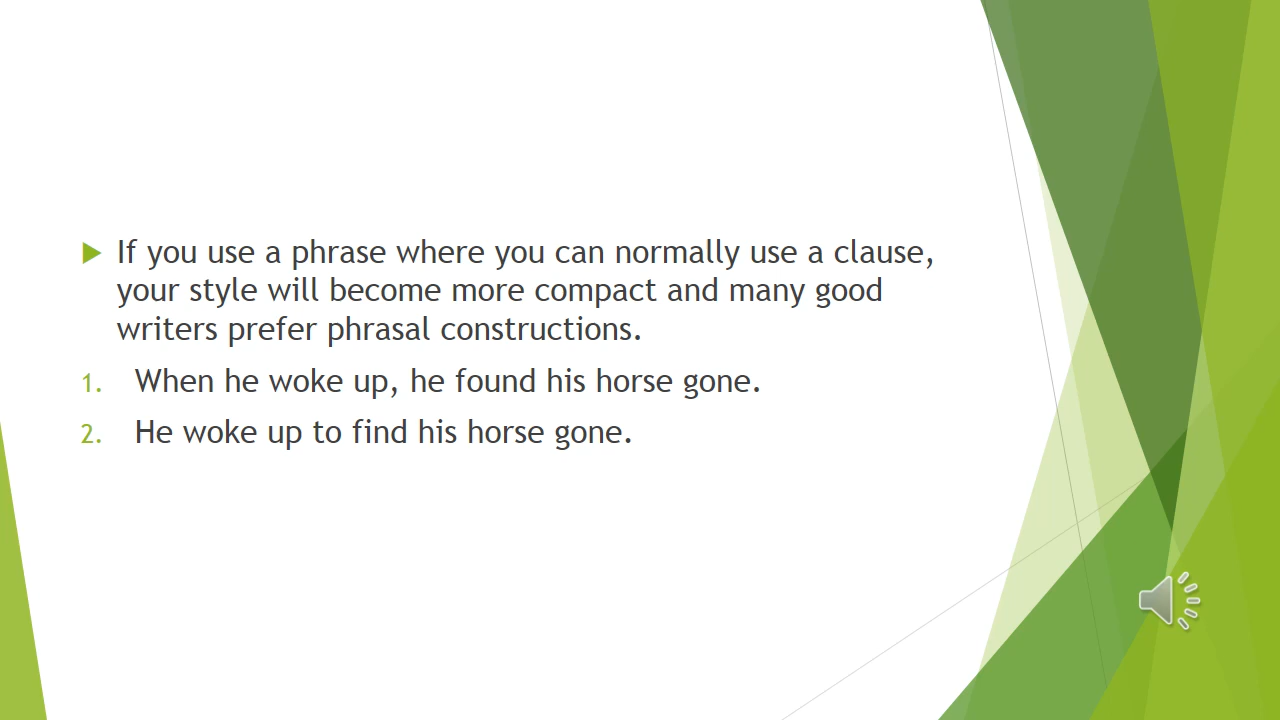 If you use a phrase where you can normally use a clause,
your style will become more compact and many good
writers prefer phrasal constructions.
1. When he woke up, he found his horse gone.
2. He woke up to find his horse gone.